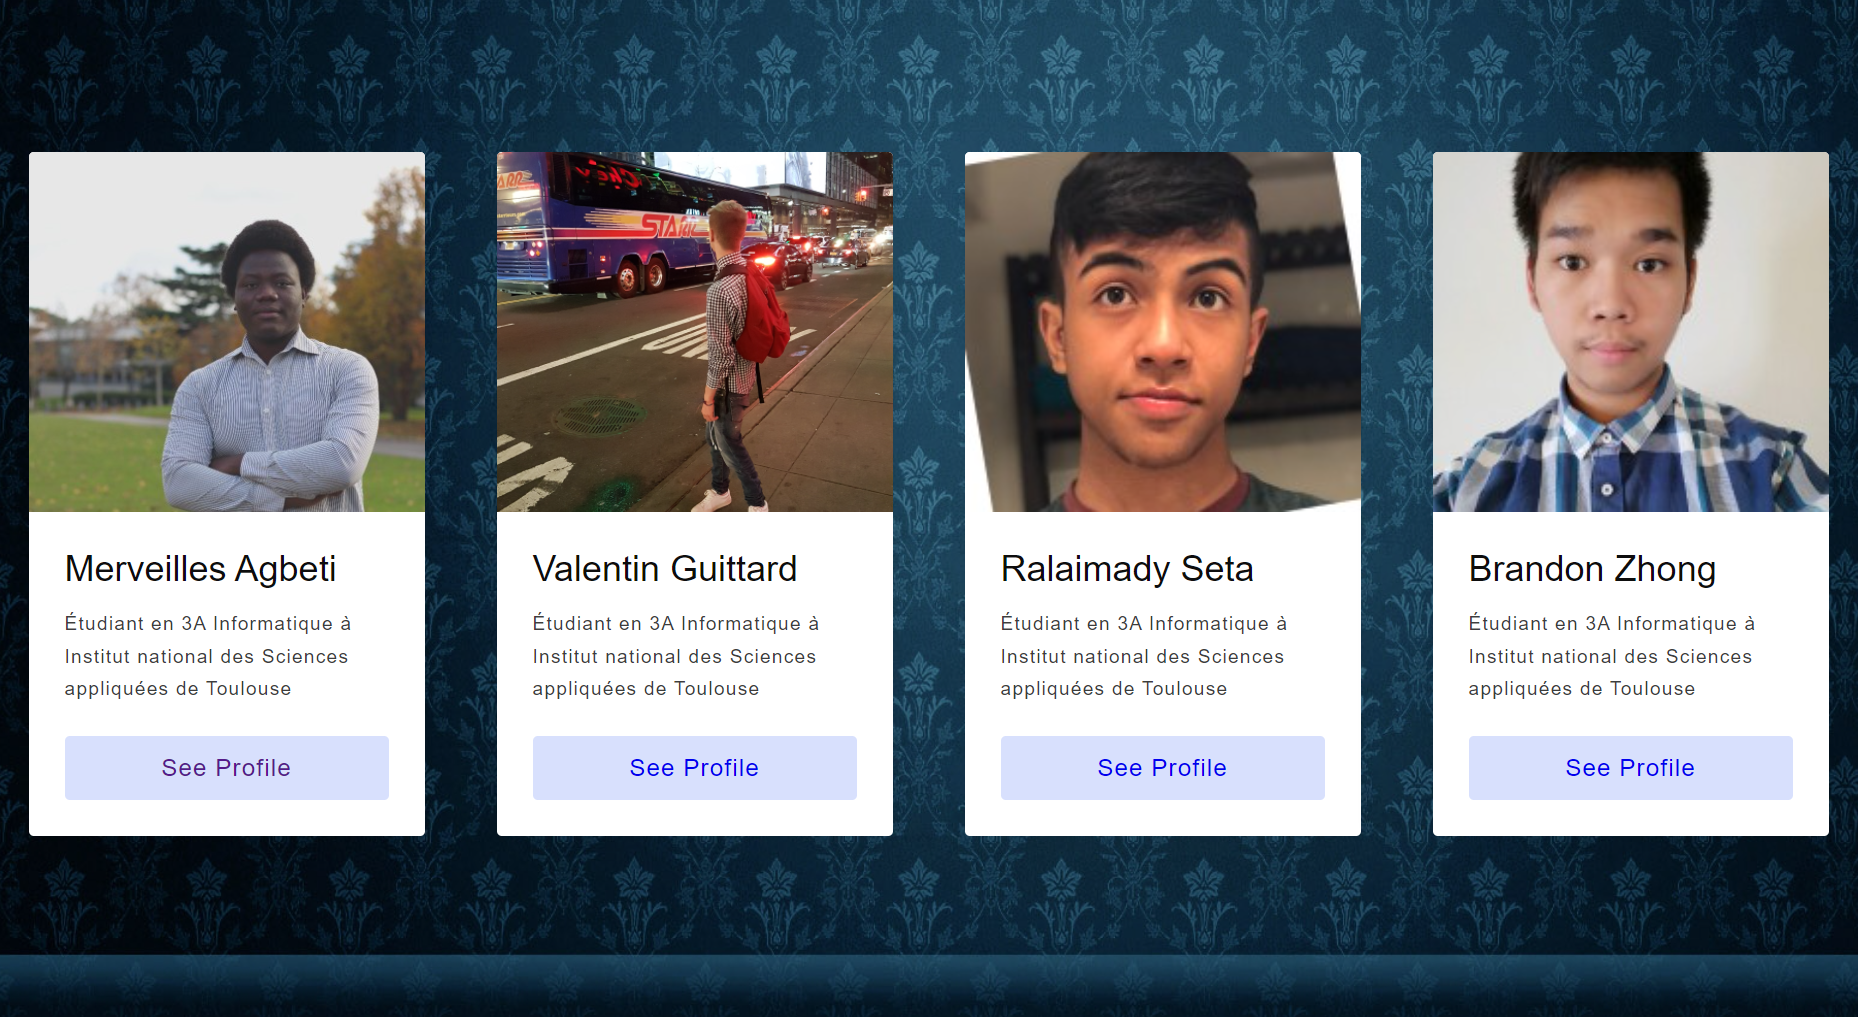 STARR
Merveilles Agbeti
Étudiant en 3A Informatique à
Institut national des Sciences
appliquées de Toulouse
See Profile
Valentin Guittard
Étudiant en 3A Informatique à
Institut national des Sciences
appliquées de Toulouse
See Profile
Ralaimady Seta
Étudiant en 3A Informatique à
Institut national des Sciences
appliquées de Toulouse
See Profile
Brandon Zhong
Étudiant en 3A Informatique à
Institut national des Sciences
appliquées de Toulouse
See Profile